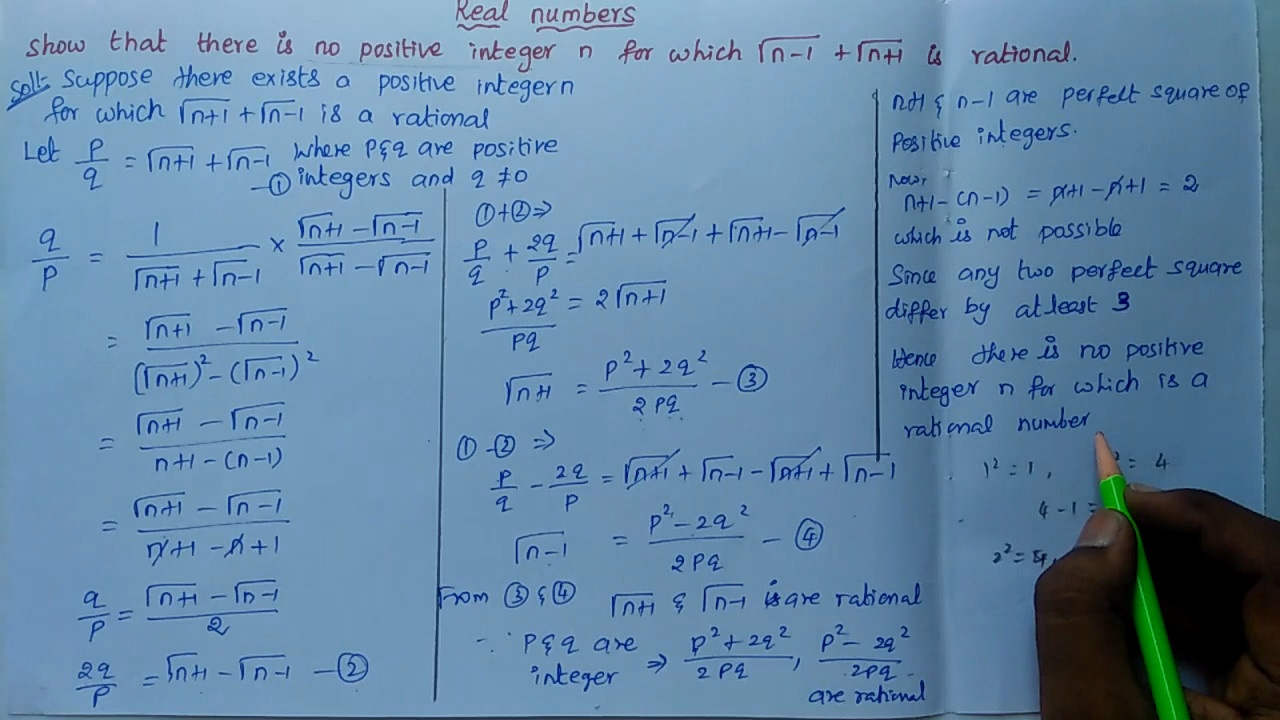 Real numbers
Show that there is no positive integer n for which √n-1 + √n+1 is rational.
Soln: Suppose there exists a positive integer n
for which √n+1 + √n-1 is a rational
Let P/q = √n+1 + √n-1 where P & q are positive
—① integers and q ≠ 0
q/P = 1/(√n+1 + √n-1) × (√n+1 - √n-1)/(√n+1 - √n-1)
= (√n+1 - √n-1)/((√n+1)² - (√n-1)²)
= (√n+1 - √n-1)/(n+1 - (n-1))
= (√n+1 - √n-1)/(n+1 - n+1)
q/P = (√n+1 - √n-1)/2
2q/P = √n+1 - √n-1 —②
①+②⇒
P/q + 2q/P = √n+1 + √n-1 + √n+1 - √n-1
(P²+2q²)/Pq = 2√n+1
√n+1 = (P²+2q²)/2Pq —③
①-② ⇒
P/q - 2q/P = √n+1 + √n-1 - √n+1 + √n-1
√n-1 = (P²-2q²)/2Pq —④
From ③ & ④ √n+1 & √n-1 is are rational
∵ P & q are integer ⇒ (P²+2q²)/2Pq, (P²-2q²)/2Pq
are rational
n+1 & n-1 are perfect square of
Positive integers.
Now,
n+1-(n-1) = n+1-n+1 = 2
which is not possible
Since any two perfect square
differ by at least 3
Hence there is no positive
integer n for which is a
rational number
1² = 1, ² = 4
4-1 =
2² = 4,